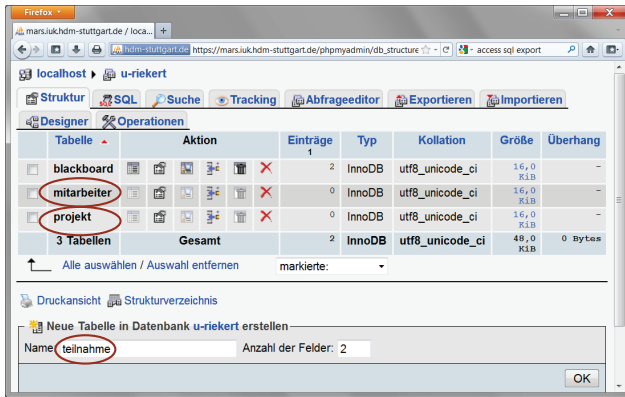 Firefox
mars.iuk.hdm-stuttgart.de / loca...
hdm-stuttgart.de https://mars.iuk.hdm-stuttgart.de/phpmyadmin/db_structure
access sql export
localhost u-riekert
Struktur SQL Suche Tracking Abfrageeditor Exportieren Importieren
Designer Operationen
Tabelle Aktion Einträge Typ Kollation Größe Überhang
1
blackboard 2 InnoDB utf8_unicode_ci 16,0 KiB -
mitarbeiter 0 InnoDB utf8_unicode_ci 16,0 KiB -
projekt 0 InnoDB utf8_unicode_ci 16,0 KiB -
3 Tabellen Gesamt 2 InnoDB utf8_unicode_ci 48,0 KiB 0 Bytes
Alle auswählen / Auswahl entfernen markierte:
Druckansicht Strukturverzeichnis
Neue Tabelle in Datenbank u-riekert erstellen
Name: teilnahme Anzahl der Felder: 2
OK